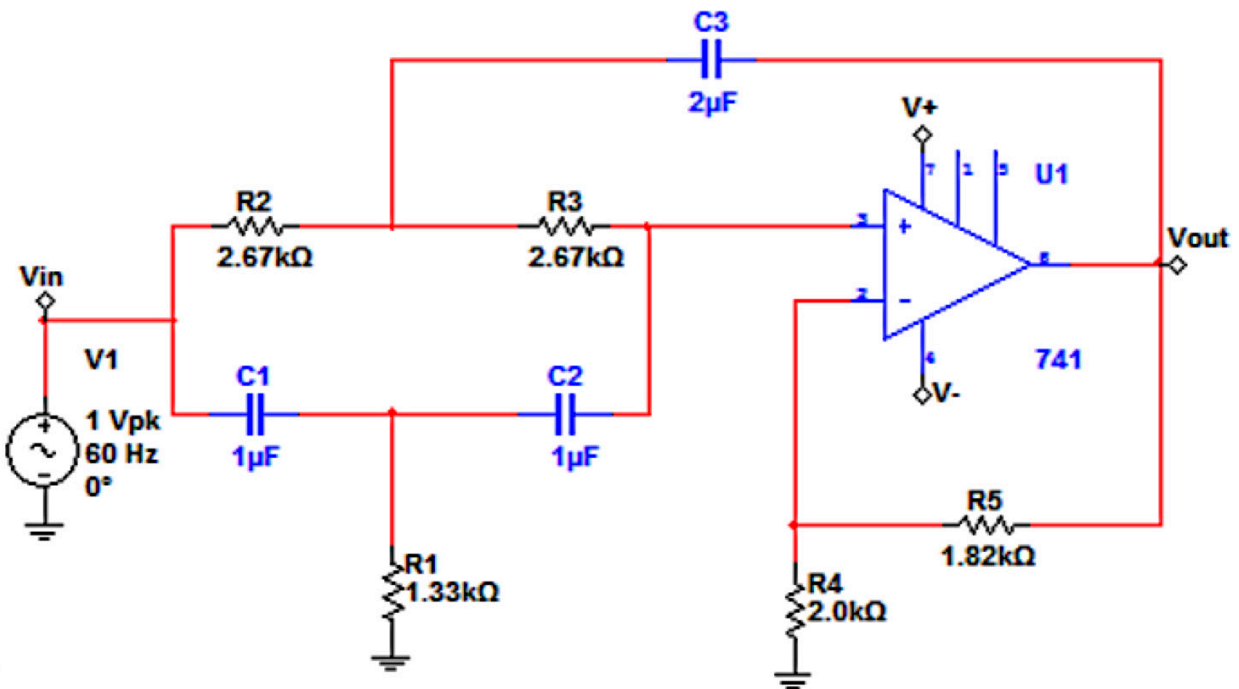 C3
2µF
V+
7
1
5
U1
R2
2.67kΩ
R3
2.67kΩ
3
+
Vout
6
Vin
2
−
V1
741
4
V-
C1
1µF
C2
1µF
+
1 Vpk
60 Hz
0°
−
R5
1.82kΩ
R1
1.33kΩ
R4
2.0kΩ